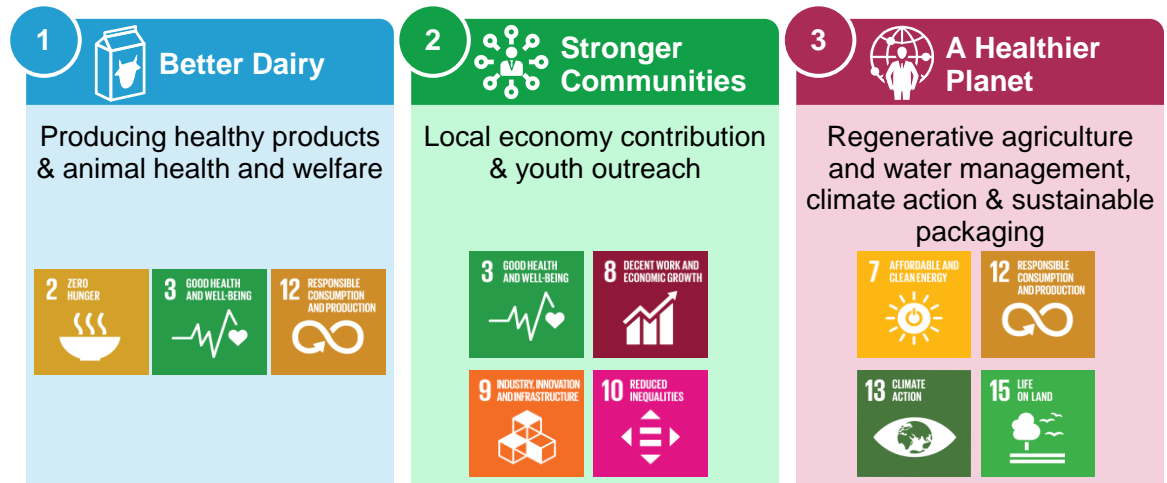 1
Better Dairy
Producing healthy products
& animal health and welfare
2 ZERO
HUNGER
3 GOOD HEALTH
AND WELL-BEING
12 RESPONSIBLE
CONSUMPTION
AND PRODUCTION
2
Stronger
Communities
Local economy contribution
& youth outreach
3 GOOD HEALTH
AND WELL-BEING
8 DECENT WORK AND
ECONOMIC GROWTH
9 INDUSTRY, INNOVATION
AND INFRASTRUCTURE
10 REDUCED
INEQUALITIES
3
A Healthier
Planet
Regenerative agriculture
and water management,
climate action & sustainable
packaging
7 AFFORDABLE AND
CLEAN ENERGY
12 RESPONSIBLE
CONSUMPTION
AND PRODUCTION
13 CLIMATE
ACTION
15 LIFE
ON LAND